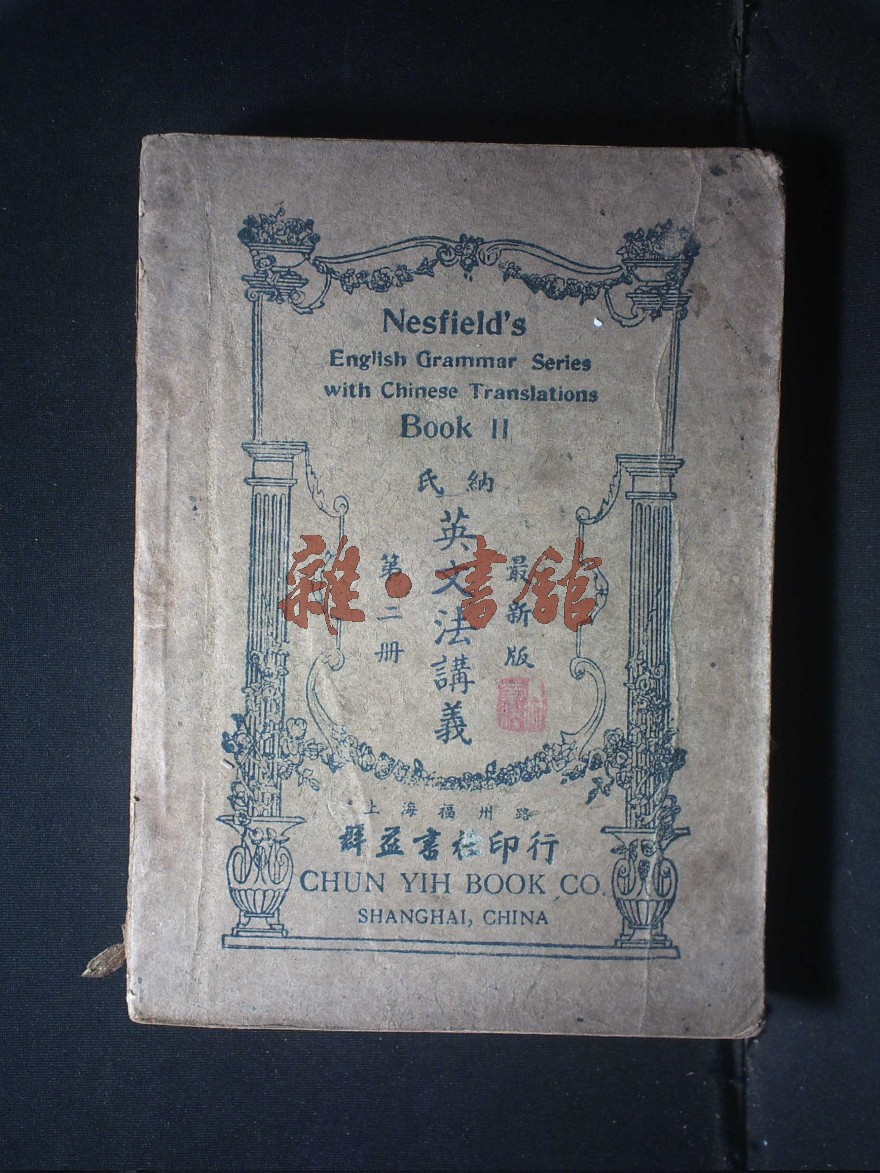 Nesfield's
English Grammar Series
with Chinese Translations
Book II
納氏
最新版
英文法講義
第二册
雜·書館
上海福州路
群益書社印行
CHUN YIH BOOK CO.
SHANGHAI, CHINA